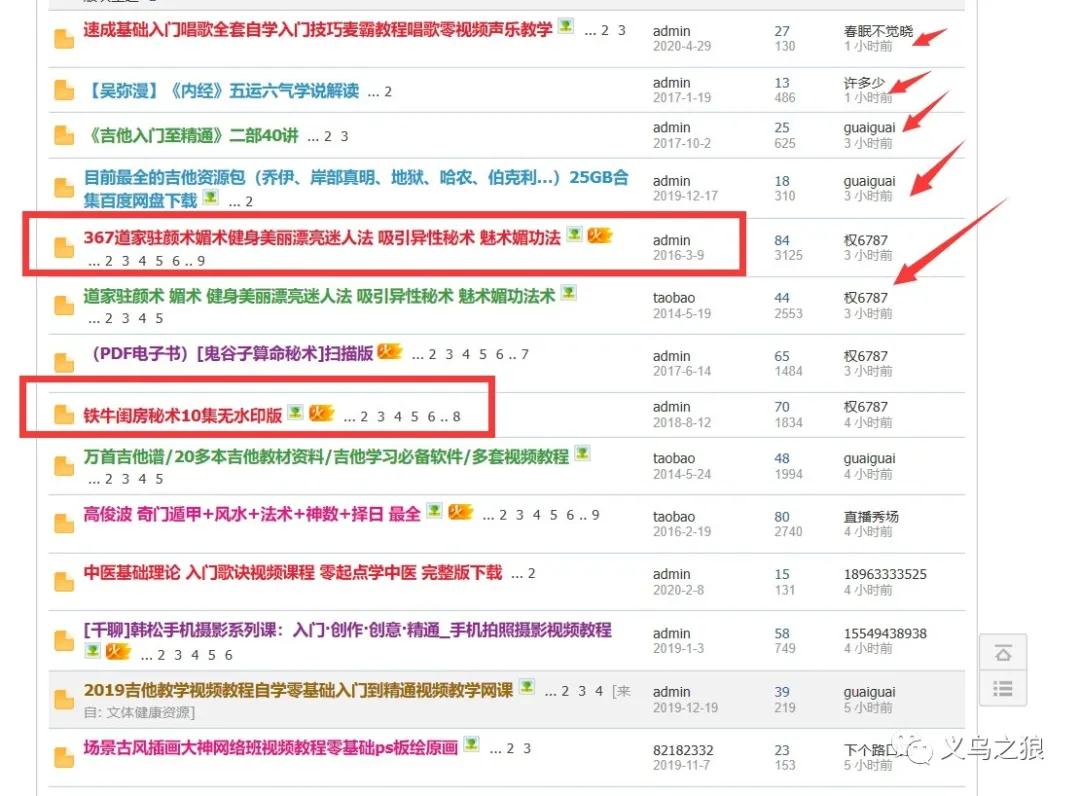 速成基础入门唱歌全套自学入门技巧麦霸教程唱歌零视频声乐教学 ... 2 3 admin 27 春眠不觉晓
2020-4-29 130 1 小时前
【吴弥漫】《内经》五运六气学说解读 ... 2 admin 13 许多少
2017-1-19 486 1 小时前
《吉他入门至精通》二部40讲 ... 2 3 admin 25 guaiguai
2017-10-2 625 3 小时前
目前最全的吉他资源包（乔伊、岸部真明、地狱、哈农、伯克利...）25GB合 admin 18 guaiguai
集百度网盘下载 ... 2 2019-12-17 310 3 小时前
367道家驻颜术媚术健身美丽漂亮迷人法 吸引异性秘术 魅术媚功法 admin 84 权6787
... 2 3 4 5 6 .. 9 2016-3-9 3125 3 小时前
道家驻颜术 媚术 健身美丽漂亮迷人法 吸引异性秘术 魅术媚功法术 taobao 44 权6787
... 2 3 4 5 2014-5-19 2553 3 小时前
（PDF电子书）[鬼谷子算命秘术]扫描版 ... 2 3 4 5 6 .. 7 admin 65 权6787
2017-6-14 1484 3 小时前
铁牛闺房秘术10集无水印版 ... 2 3 4 5 6 .. 8 admin 70 权6787
2018-8-12 1834 4 小时前
万首吉他谱/20多本吉他教材资料/吉他学习必备软件/多套视频教程 taobao 48 guaiguai
... 2 3 4 5 2014-5-24 1994 4 小时前
高俊波 奇门遁甲+风水+法术+神数+择日 最全 ... 2 3 4 5 6 .. 9 taobao 80 直播秀场
2016-2-19 2740 4 小时前
中医基础理论 入门歌诀视频课程 零起点学中医 完整版下载 ... 2 admin 15 18963333525
2020-2-8 131 4 小时前
[千聊]韩松手机摄影系列课：入门·创作·创意·精通_手机拍照摄影视频教程 admin 58 15549438938
... 2 3 4 5 6 2019-1-3 749 4 小时前
2019吉他教学视频教程自学零基础入门到精通视频教学网课 ... 2 3 4 [来 admin 39 guaiguai
自: 文体健康资源] 2019-12-19 219 5 小时前
场景古风插画大神网络班视频教程零基础ps板绘原画 ... 2 3 82182332 23 下个路口
2019-11-7 153 5 小时前
义乌之狼